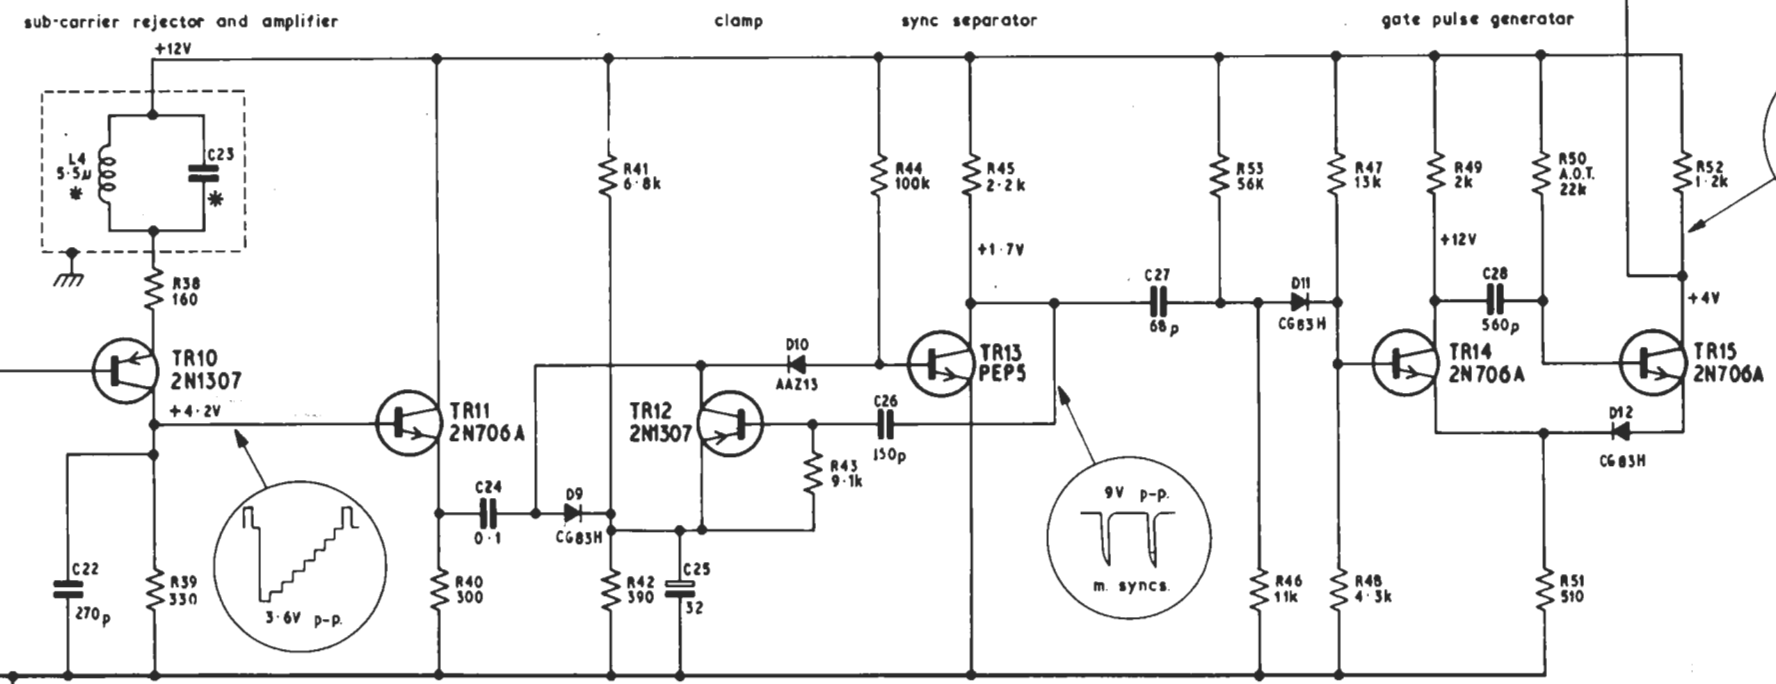 sub-carrier rejector and amplifier
clamp
sync separator
gate pulse generator
+12V
L4
5·5μ
*
C23
*
R38
160
TR10
2N1307
+4·2V
C22
270p
R39
330
3·6V p-p.
TR11
2N706A
R40
300
C24
0·1
D9
CG83H
R41
6·8k
R42
390
C25
32
TR12
2N1307
R43
9·1k
D10
AAZ13
C26
150p
R44
100k
R45
2·2k
+1·7V
TR13
PEP5
9V p-p.
m. syncs.
C27
68p
R53
56K
D11
CG83H
R46
11k
R47
13k
R48
4·3k
R49
2k
+12V
TR14
2N706A
C28
560p
R50
A.O.T.
22k
R51
510
D12
CG83H
R52
1·2k
+4V
TR15
2N706A